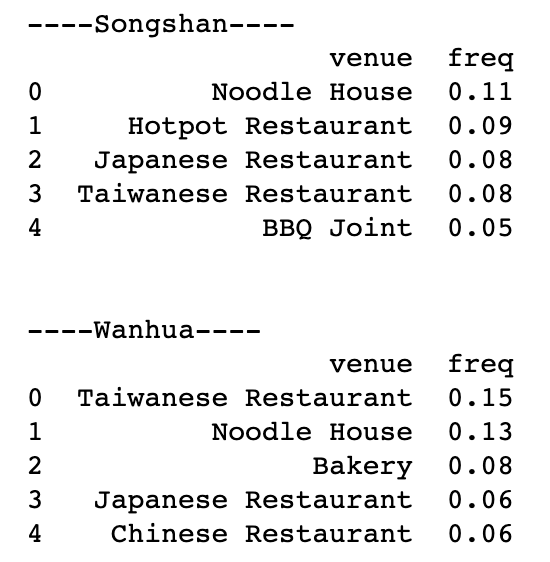 ----Songshan----
venue freq
0 Noodle House 0.11
1 Hotpot Restaurant 0.09
2 Japanese Restaurant 0.08
3 Taiwanese Restaurant 0.08
4 BBQ Joint 0.05
----Wanhua----
venue freq
0 Taiwanese Restaurant 0.15
1 Noodle House 0.13
2 Bakery 0.08
3 Japanese Restaurant 0.06
4 Chinese Restaurant 0.06